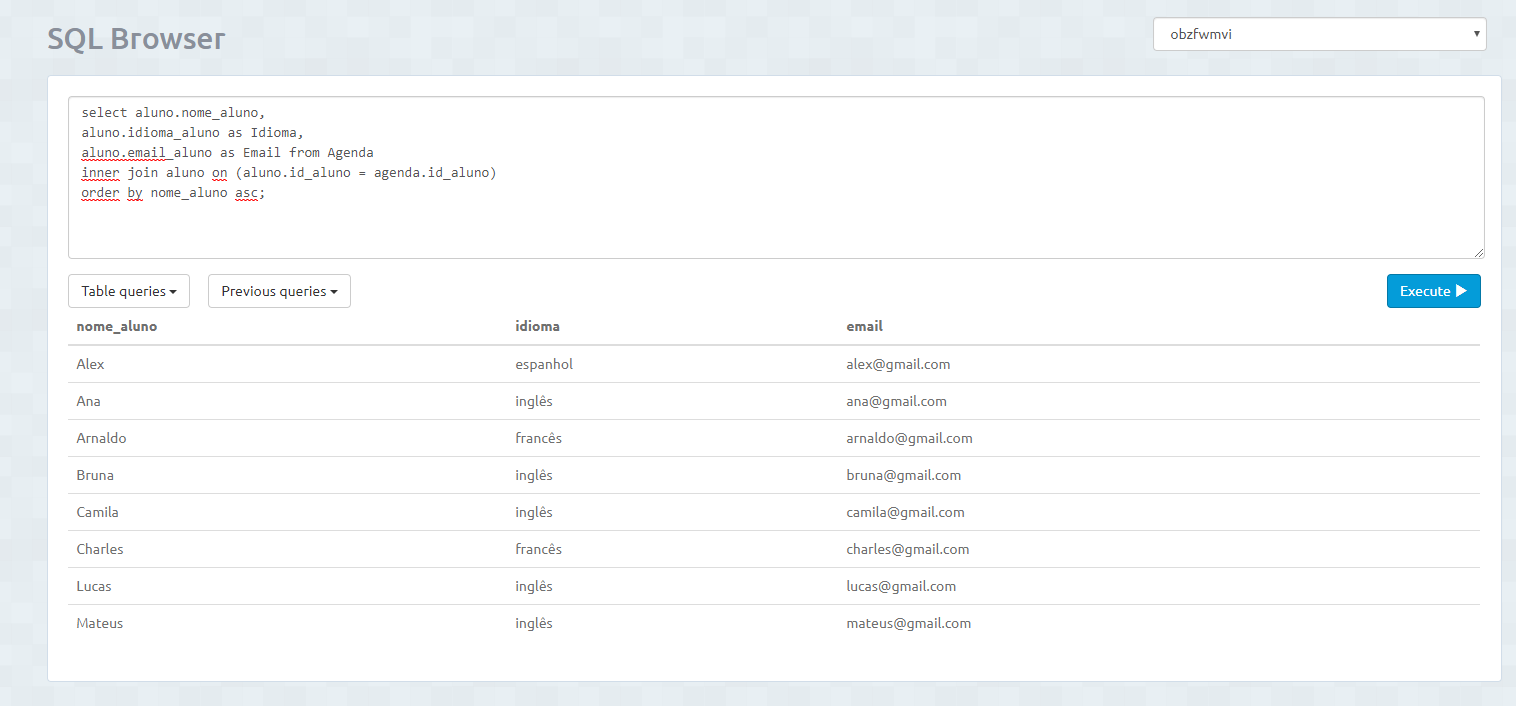 SQL Browser
obzfwmvi
select aluno.nome_aluno,
aluno.idioma_aluno as Idioma,
aluno.email_aluno as Email from Agenda
inner join aluno on (aluno.id_aluno = agenda.id_aluno)
order by nome_aluno asc;
Table queries
Previous queries
Execute
nome_aluno idioma email
Alex espanhol alex@gmail.com
Ana inglês ana@gmail.com
Arnaldo francês arnaldo@gmail.com
Bruna inglês bruna@gmail.com
Camila inglês camila@gmail.com
Charles francês charles@gmail.com
Lucas inglês lucas@gmail.com
Mateus inglês mateus@gmail.com